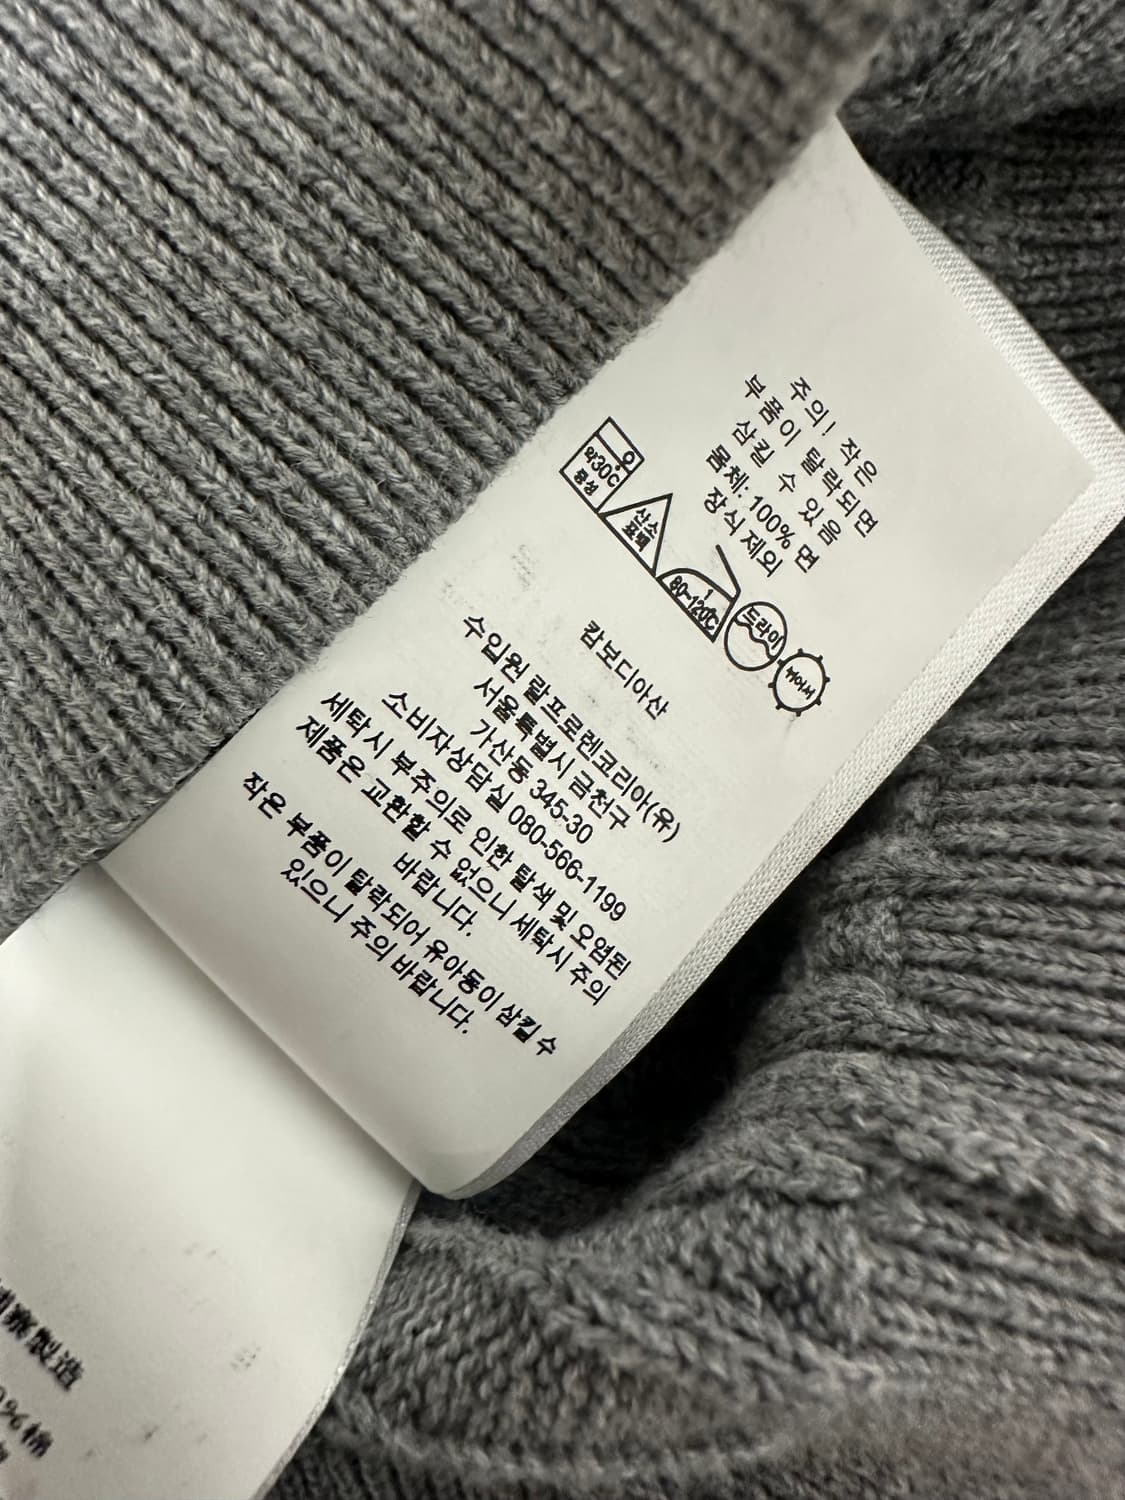 주의! 작은
부품이 탈락되면
삼킬 수 있음
몸체: 100% 면
장식 제외
약30℃
중성
산소
표백
80~120℃
드라이
캄보디아산
수입원 랄프로렌코리아(유)
서울특별시 금천구
가산동 345-30
소비자상담실 080-566-1199
세탁시 부주의로 인한 탈색 및 오염된
제품은 교환할 수 없으니 세탁시 주의
바랍니다.
작은 부품이 탈락되어 유아동이 삼킬 수
있으니 주의 바랍니다.
寨製造
% 棉